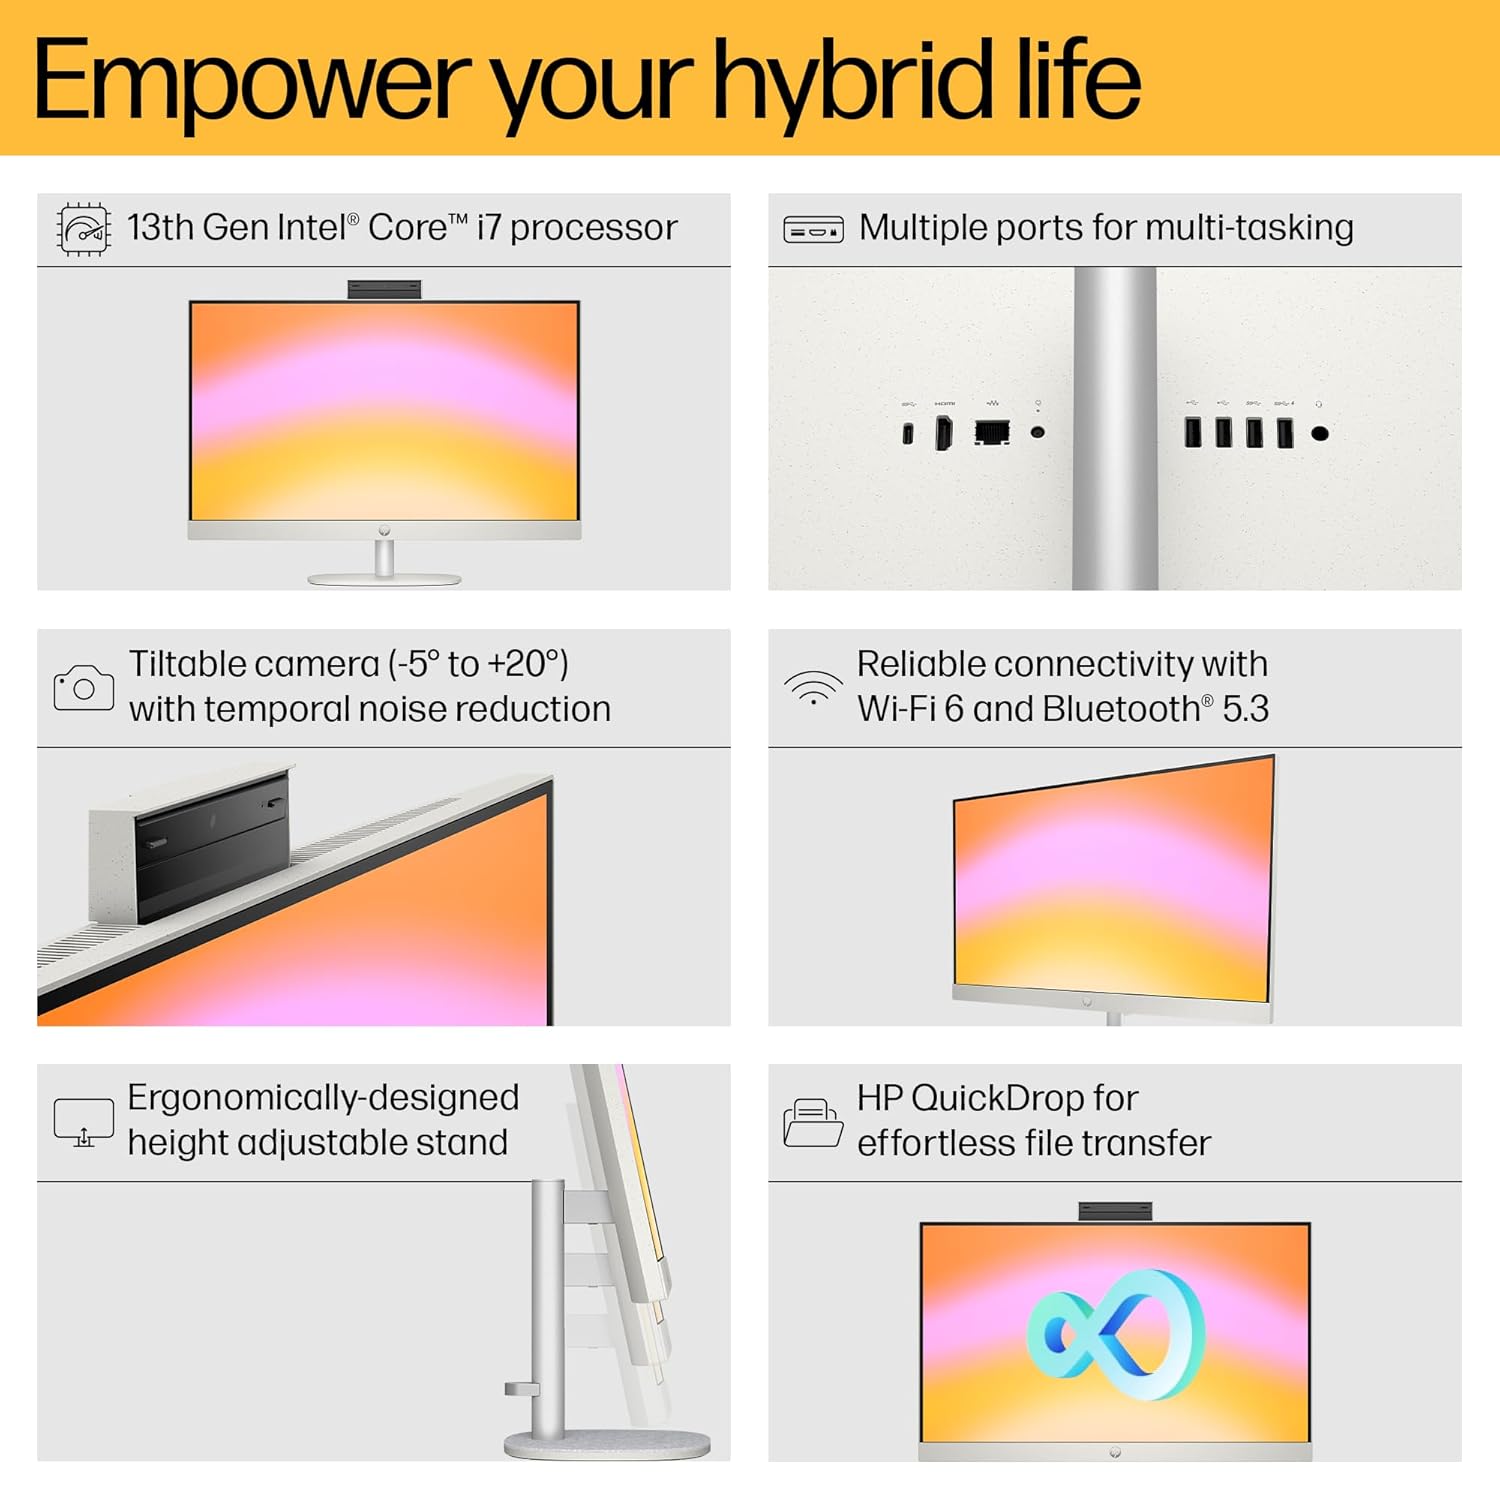 Empower your hybrid life
13th Gen Intel® Core™ i7 processor
Multiple ports for multi-tasking
HDMI
Tiltable camera (-5° to +20°)
with temporal noise reduction
Reliable connectivity with
Wi-Fi 6 and Bluetooth® 5.3
Ergonomically-designed
height adjustable stand
HP QuickDrop for
effortless file transfer